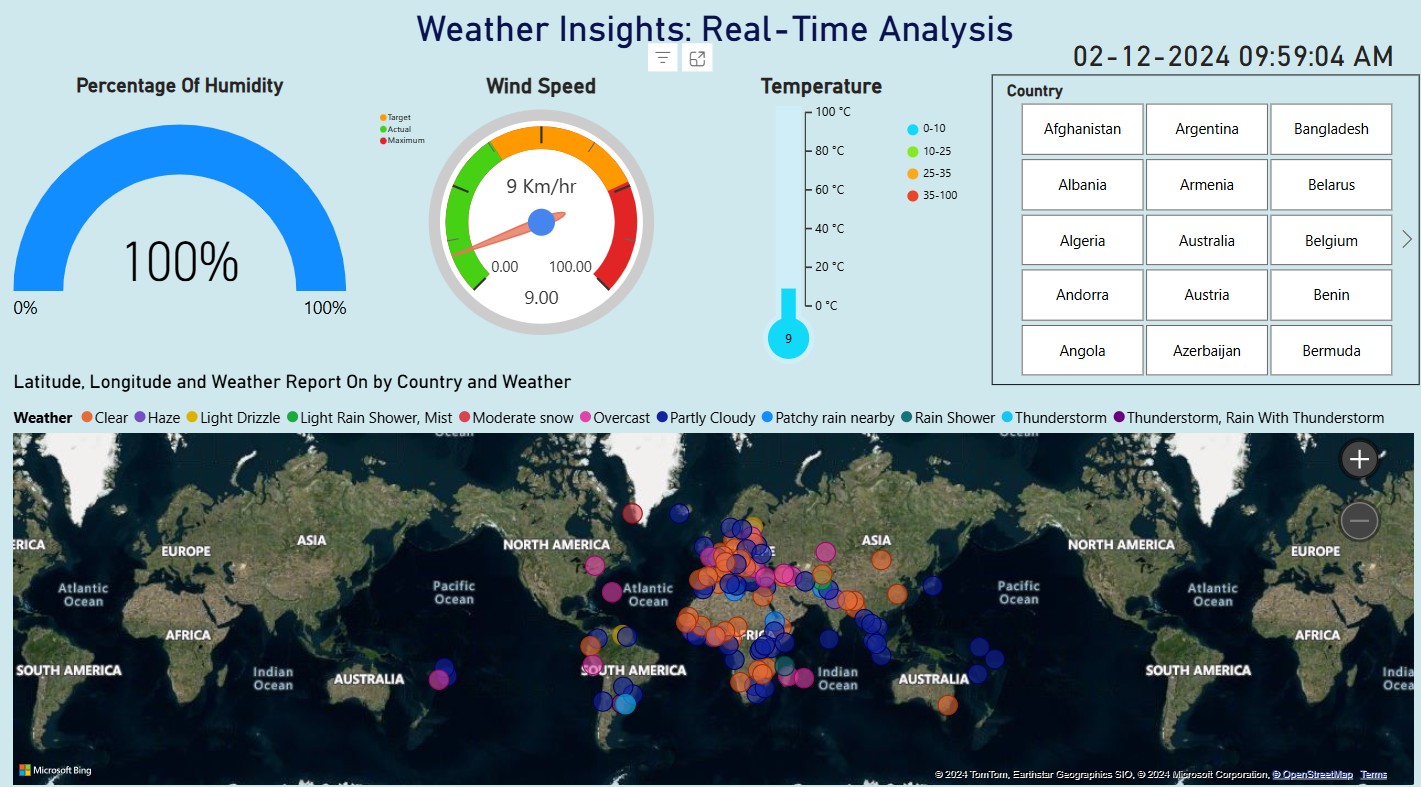 Weather Insights: Real-Time Analysis
02-12-2024 09:59:04 AM
Percentage Of Humidity
100%
0%
100%
Wind Speed
Target
Actual
Maximum
9 Km/hr
0.00
100.00
9.00
Temperature
100 °C
80 °C
60 °C
40 °C
20 °C
0 °C
9
0-10
10-25
25-35
35-100
Country
Afghanistan Argentina Bangladesh
Albania Armenia Belarus
Algeria Australia Belgium
Andorra Austria Benin
Angola Azerbaijan Bermuda
Latitude, Longitude and Weather Report On by Country and Weather
Weather Clear Haze Light Drizzle Light Rain Shower, Mist Moderate snow Overcast Partly Cloudy Patchy rain nearby Rain Shower Thunderstorm Thunderstorm, Rain With Thunderstorm
ERICA
EUROPE
ASIA
NORTH AMERICA
ASIA
NORTH AMERICA
EUROPE
Atlantic
Ocean
Pacific
Ocean
Atlantic
Ocean
Pacific
Ocean
Atlantic
Ocean
AFRICA
AFRICA
SOUTH AMERICA
Indian
Ocean
AUSTRALIA
SOUTH AMERICA
Indian
Ocean
AUSTRALIA
SOUTH AMERICA
India
Ocea
Microsoft Bing
© 2024 TomTom, Earthstar Geographics SIO, © 2024 Microsoft Corporation, © OpenStreetMap Terms